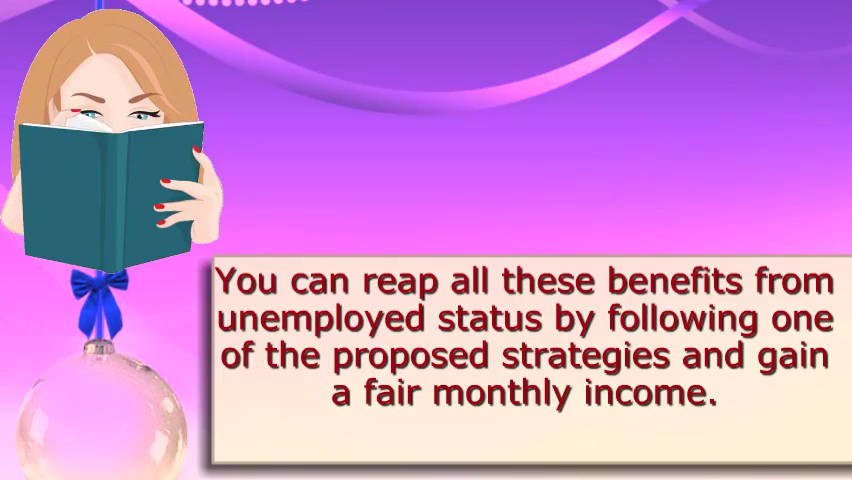 You can reap all these benefits from
unemployed status by following one
of the proposed strategies and gain
a fair monthly income.